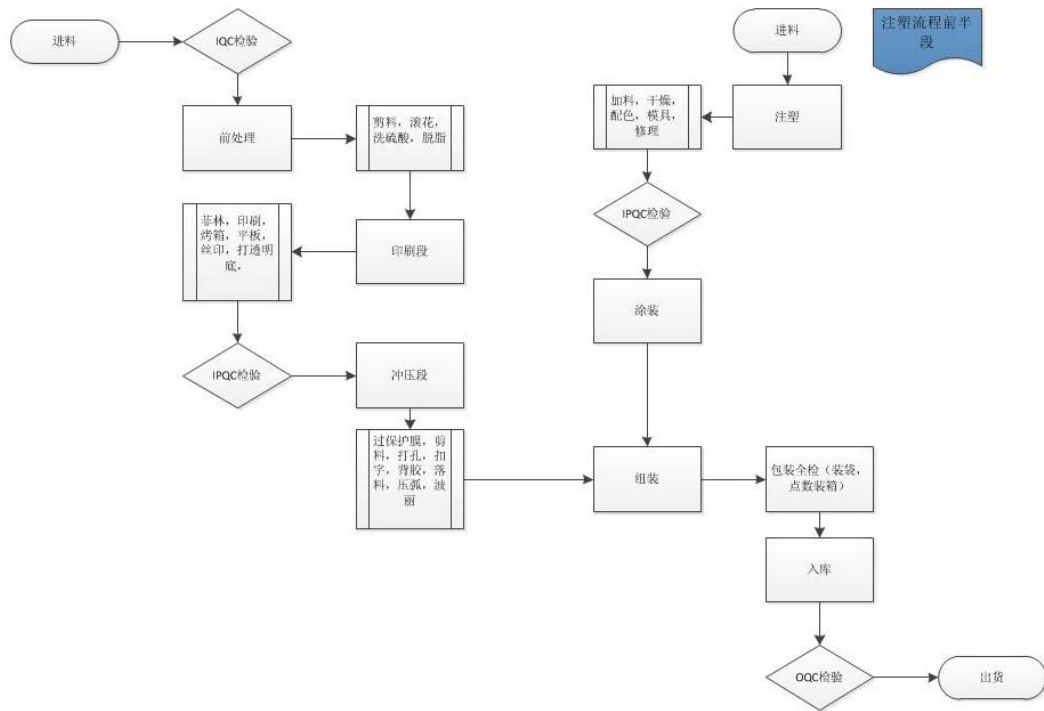 进料
IQC检验
前处理
剪料，滚花，
洗硫酸，脱脂
印刷段
菲林，印刷，
烤箱，平板，
丝印，打透明
底，
IPQC检验
冲压段
过保护膜，剪
料，打孔，扣
字，背胶，落
料，压弧，波
丽
进料
注塑流程前半
段
注塑
加料，干燥，
配色，模具，
修理
IPQC检验
涂装
组装
包装全检（装袋，
点数装箱）
入库
OQC检验
出货